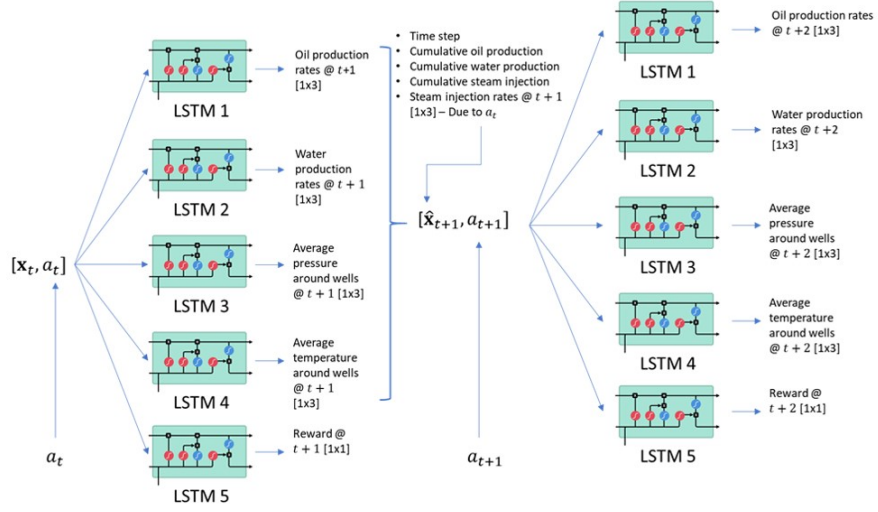 [x_t, a_t]
a_t
LSTM 1
Oil production
rates @ t+1
[1x3]
LSTM 2
Water
production
rates @ t + 1
[1x3]
LSTM 3
Average
pressure
around wells
@ t + 1 [1x3]
LSTM 4
Average
temperature
around wells
@ t + 1
[1x3]
LSTM 5
Reward @
t + 1 [1x1]
• Time step
• Cumulative oil production
• Cumulative water production
• Cumulative steam injection
• Steam injection rates @ t + 1
[1x3] – Due to a_t
[x̂_{t+1}, a_{t+1}]
a_{t+1}
LSTM 1
Oil production rates
@ t +2 [1x3]
LSTM 2
Water production
rates @ t +2
[1x3]
LSTM 3
Average
pressure
around wells
@ t + 2 [1x3]
LSTM 4
Average
temperature
around wells
@ t + 2 [1x3]
LSTM 5
Reward @
t + 2 [1x1]